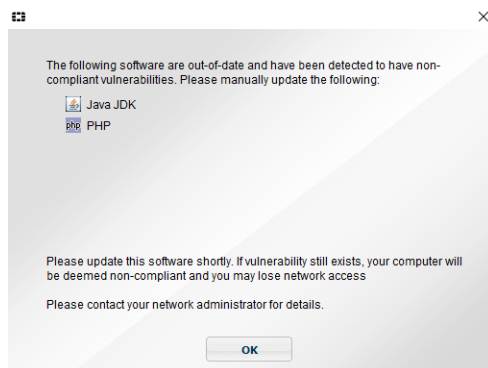 The following software are out-of-date and have been detected to have non-
compliant vulnerabilities. Please manually update the following:
Java JDK
php PHP
Please update this software shortly. If vulnerability still exists, your computer will
be deemed non-compliant and you may lose network access
Please contact your network administrator for details.
OK